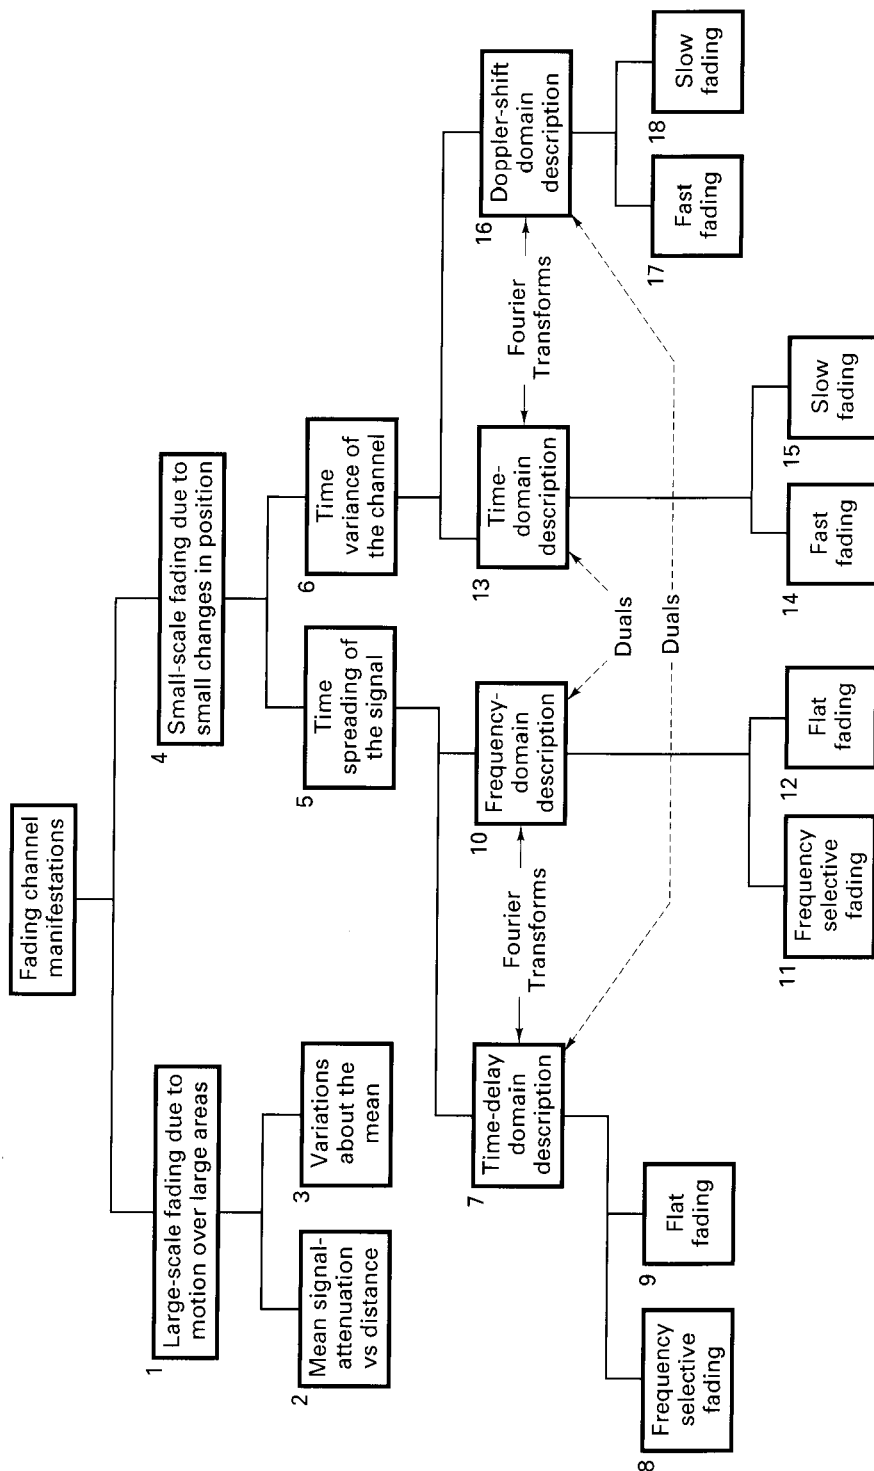 Fading channel
manifestations
1
Large-scale fading due to
motion over large areas
4
Small-scale fading due to
small changes in position
2
Mean signal-
attenuation
vs distance
3
Variations
about the
mean
5
Time
spreading of
the signal
6
Time
variance of
the channel
7
Time-delay
domain
description
Fourier
Transforms
10
Frequency-
domain
description
Duals
13
Time-
domain
description
Fourier
Transforms
16
Doppler-shift
domain
description
Duals
8
Frequency
selective
fading
9
Flat
fading
11
Frequency
selective
fading
12
Flat
fading
14
Fast
fading
15
Slow
fading
17
Fast
fading
18
Slow
fading